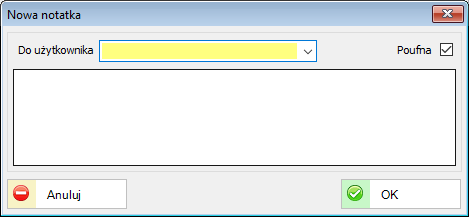 Nowa notatka
Do użytkownika
Poufna
Anuluj
OK